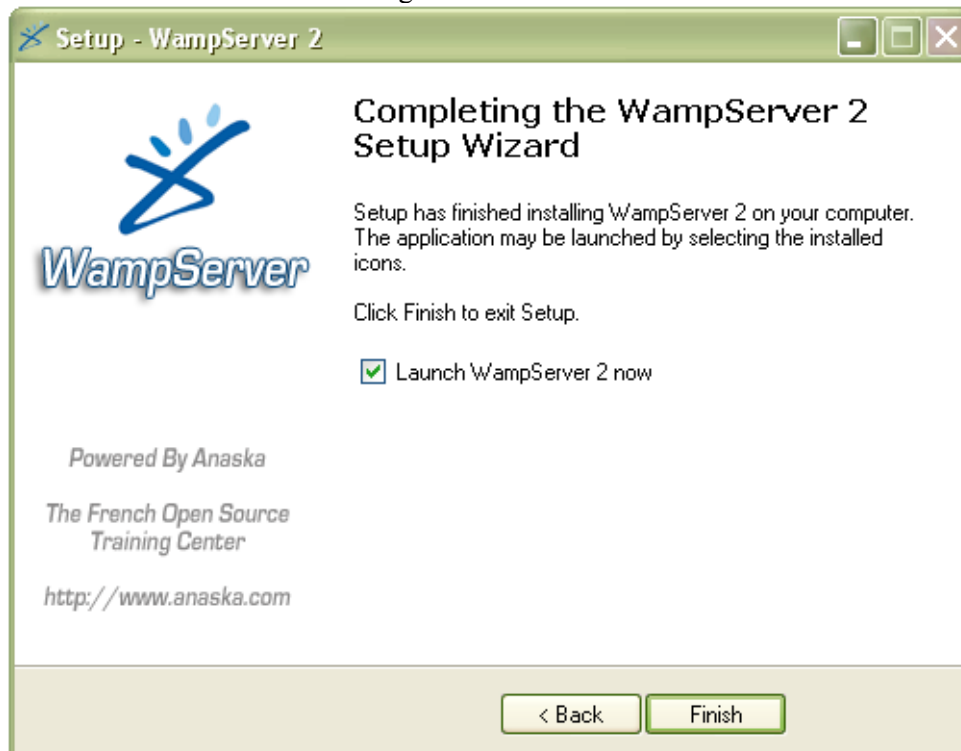 Setup - WampServer 2
Completing the WampServer 2
Setup Wizard
Setup has finished installing WampServer 2 on your computer.
The application may be launched by selecting the installed
icons.
Click Finish to exit Setup.
Launch WampServer 2 now
WampServer
Powered By Anaska
The French Open Source
Training Center
http://www.anaska.com
< Back
Finish